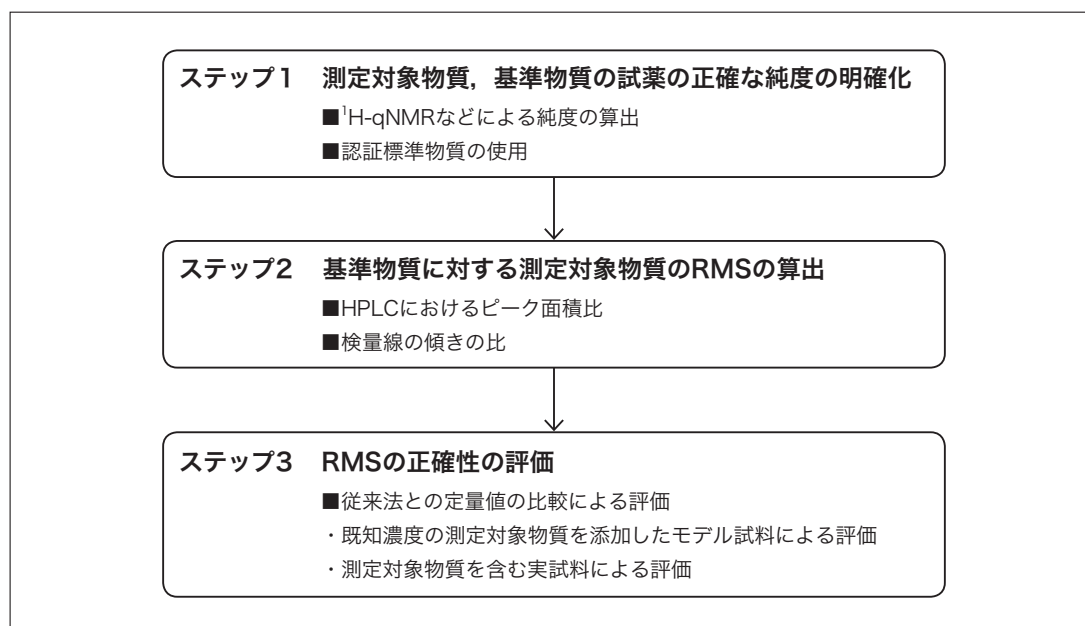 ステップ1 測定対象物質，基準物質の試薬の正確な純度の明確化
■¹H-qNMRなどによる純度の算出
■認証標準物質の使用
ステップ2 基準物質に対する測定対象物質のRMSの算出
■HPLCにおけるピーク面積比
■検量線の傾きの比
ステップ3 RMSの正確性の評価
■従来法との定量値の比較による評価
・既知濃度の測定対象物質を添加したモデル試料による評価
・測定対象物質を含む実試料による評価